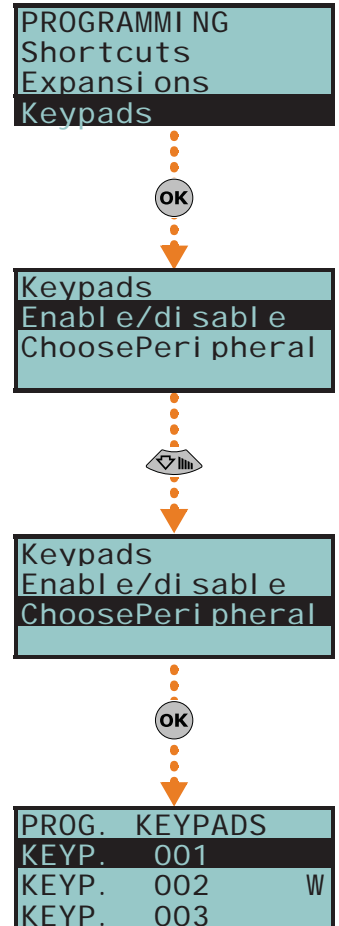 PROGRAMMING
Shortcuts
Expansions
Keypads
OK
Keypads
Enable/disable
ChoosePeripheral
Keypads
Enable/disable
ChoosePeripheral
OK
PROG. KEYPADS
KEYP. 001
KEYP. 002 W
KEYP. 003